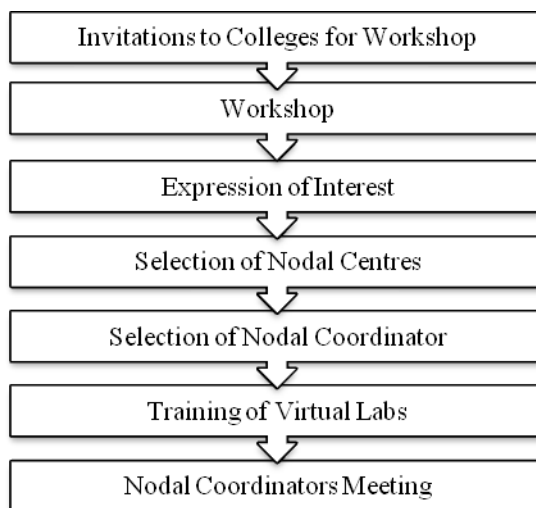 Invitations to Colleges for Workshop
Workshop
Expression of Interest
Selection of Nodal Centres
Selection of Nodal Coordinator
Training of Virtual Labs
Nodal Coordinators Meeting